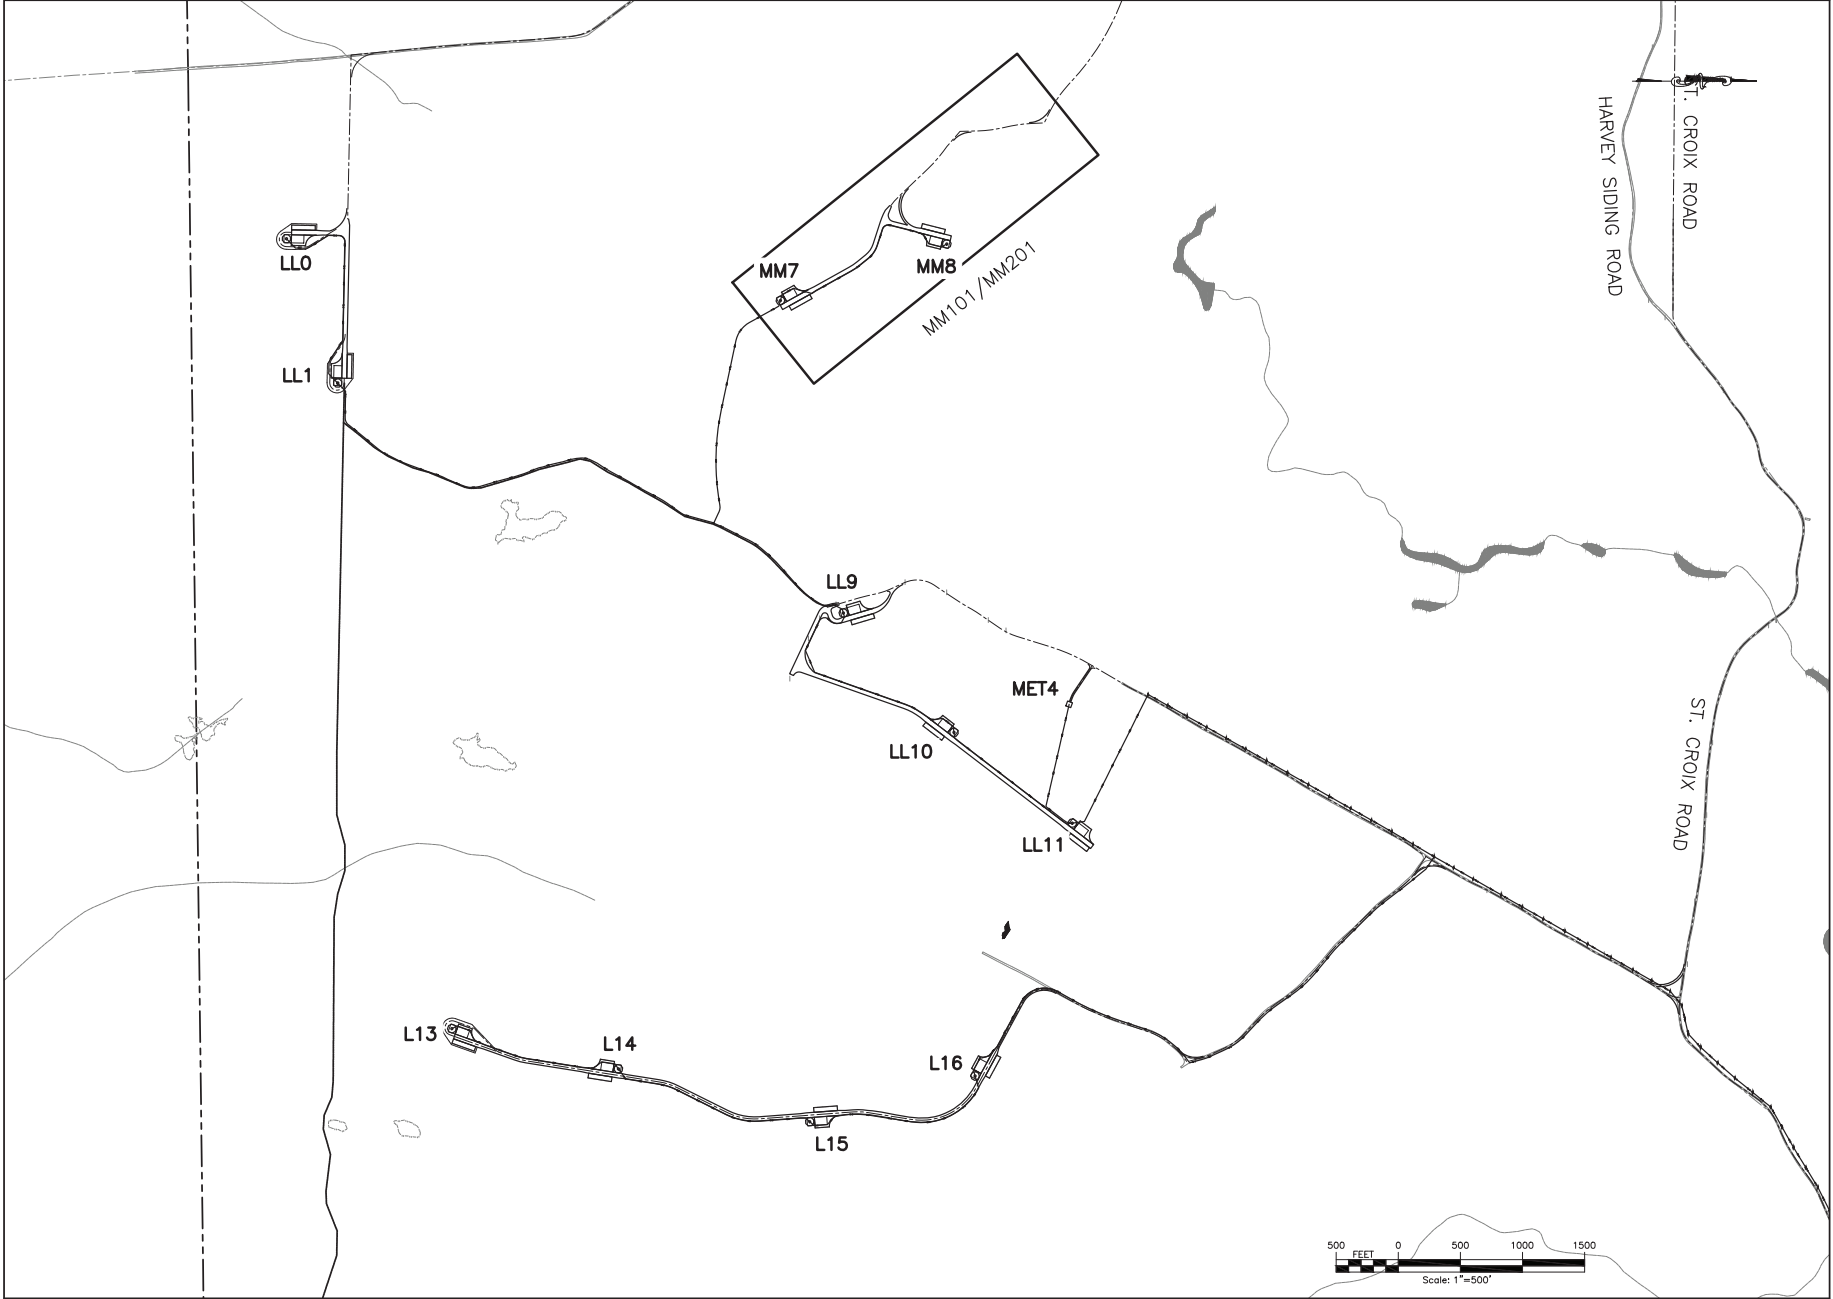 HARVEY SIDING ROAD
ST. CROIX ROAD
LL0
MM7
MM8
MM101/MM201
LL1
LL9
MET4
LL10
ST. CROIX ROAD
LL11
L13
L14
L16
L15
500 0 500 1000 1500
FEET
Scale: 1"=500'